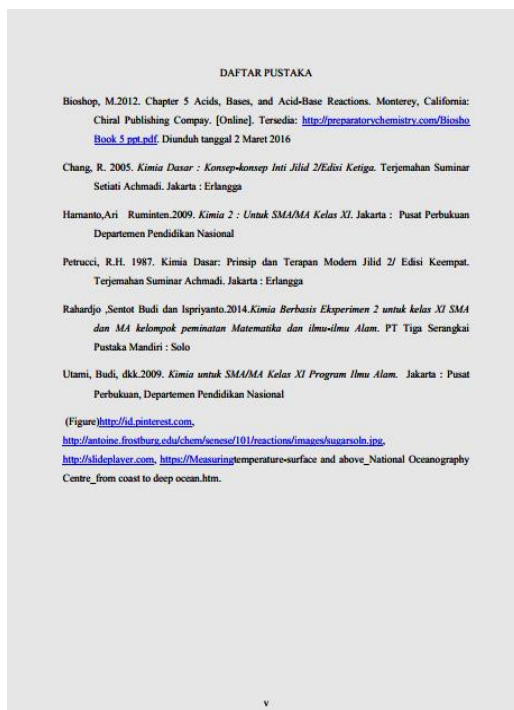 DAFTAR PUSTAKA
Bioshop, M.2012. Chapter 5 Acids, Bases, and Acid-Base Reactions. Monterey, California:
Chiral Publishing Compay. [Online]. Tersedia: http://preparatorychemistry.com/Biosho
Book 5 ppt.pdf. Diunduh tanggal 2 Maret 2016
Chang, R. 2005. Kimia Dasar : Konsep-konsep Inti Jilid 2/Edisi Ketiga. Terjemahan Suminar
Setiati Achmadi. Jakarta : Erlangga
Harnanto,Ari Ruminten.2009. Kimia 2 : Untuk SMA/MA Kelas XI. Jakarta : Pusat Perbukuan
Departemen Pendidikan Nasional
Petrucci, R.H. 1987. Kimia Dasar: Prinsip dan Terapan Modern Jilid 2/ Edisi Keempat.
Terjemahan Suminar Achmadi. Jakarta : Erlangga
Rahardjo ,Sentot Budi dan Ispriyanto.2014.Kimia Berbasis Eksperimen 2 untuk kelas XI SMA
dan MA kelompok peminatan Matematika dan ilmu-ilmu Alam. PT Tiga Serangkai
Pustaka Mandiri : Solo
Utami, Budi, dkk.2009. Kimia untuk SMA/MA Kelas XI Program Ilmu Alam. Jakarta : Pusat
Perbukuan, Departemen Pendidikan Nasional
(Figure)http://id.pinterest.com,
http://antoine.frostburg.edu/chem/senese/101/reactions/images/sugarsoln.jpg,
http://slideplayer.com, https://Measuringtemperature-surface and above_National Oceanography
Centre_from coast to deep ocean.htm.
v